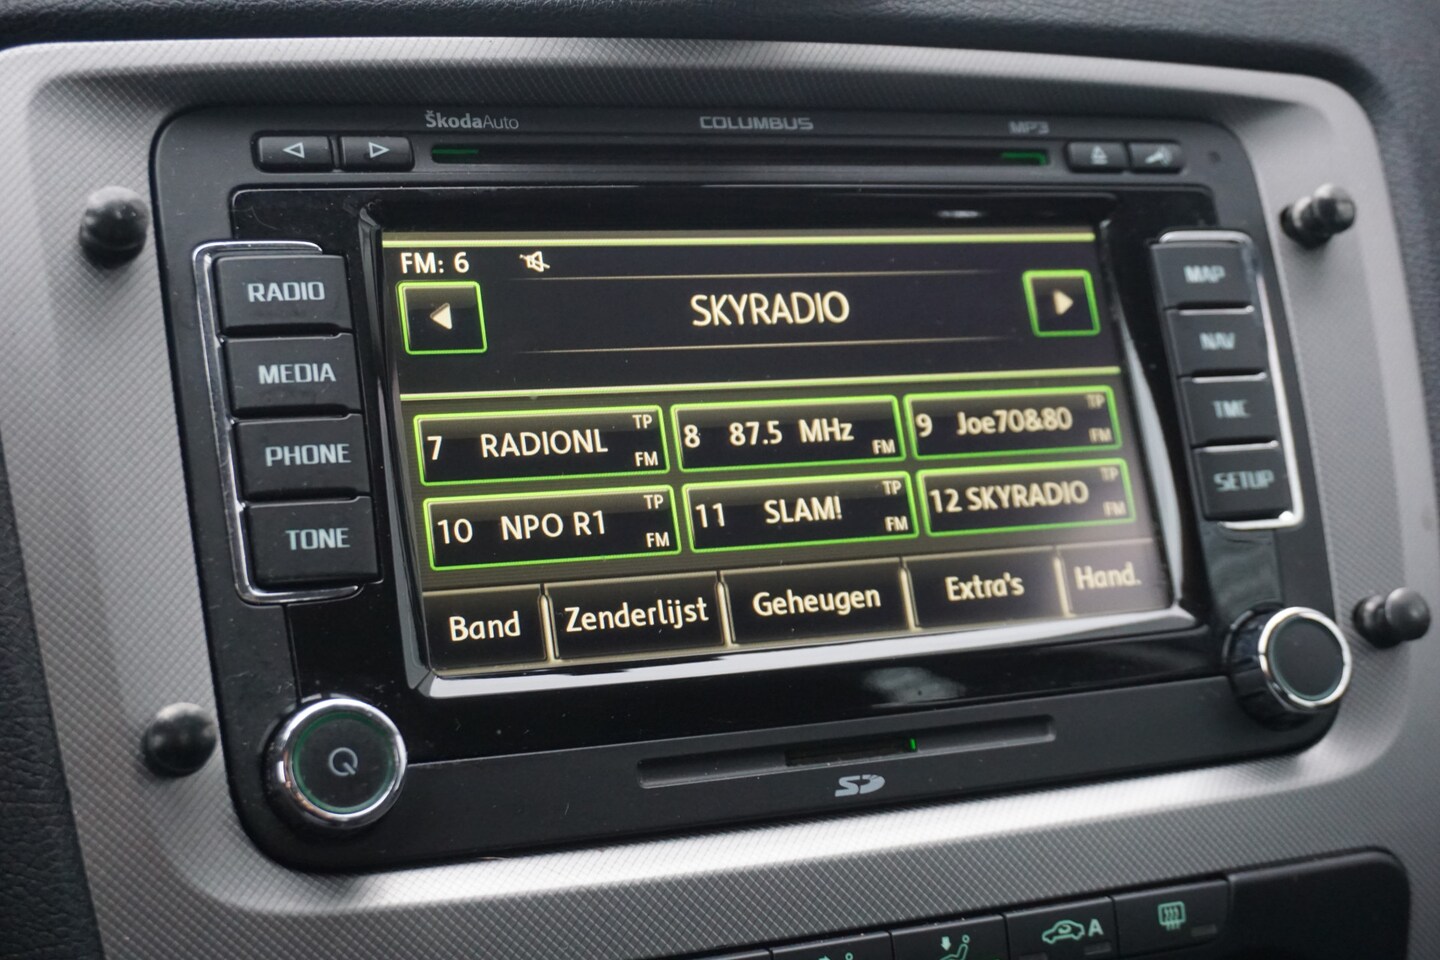 ŠkodaAuto COLUMBUS MP3
RADIO
MEDIA
PHONE
TONE
FM: 6
SKYRADIO
7 RADIONL TP FM
8 87.5 MHz FM
9 Joe70&80 TP FM
10 NPO R1 TP FM
11 SLAM! TP FM
12 SKYRADIO TP FM
Band Zenderlijst Geheugen Extra's Hand.
MAP
NAV
TMC
SETUP
SD
A